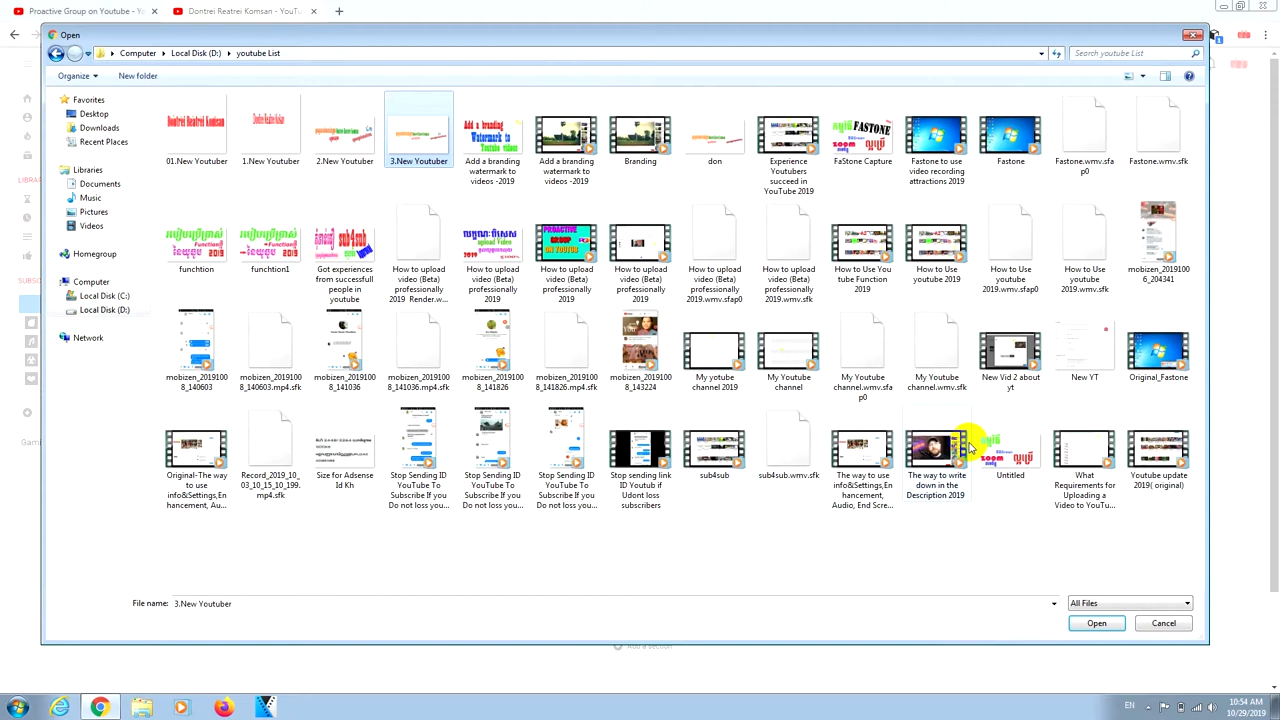 Proactive Group on Youtube - Yo
Dontrei Reatrei Komsan - YouTu
Open
Computer
Local Disk (D:)
youtube List
Search youtube List
Organize
New folder
Favorites
Desktop
Downloads
Recent Places
Libraries
Documents
Music
Pictures
Videos
Homegroup
Computer
Local Disk (C:)
Local Disk (D:)
Network
LIBRAR
SUBSC
Gami
01.New Youtuber
1.New Youtuber
2.New Youtuber
3.New Youtuber
Add a branding watermark to videos -2019
Add a branding watermark to videos -2019
Branding
don
Experience Youtubers succeed in YouTube 2019
FaStone Capture
Fastone to use video recording attractions 2019
Fastone
Fastone.wmv.sfap0
Fastone.wmv.sfk
funchtion
funchtion1
Got experiences from successfull people in youtube
How to upload video (Beta) professionally 2019 Render.w...
How to upload video (Beta) professionally 2019
How to upload video (Beta) professionally 2019
How to upload video (Beta) professionally 2019
How to upload video (Beta) professionally 2019.wmv.sfap0
How to upload video (Beta) professionally 2019.wmv.sfk
How to Use You tube Function 2019
How to Use youtube 2019
How to Use youtube 2019.wmv.sfap0
How to Use youtube 2019.wmv.sfk
mobizen_20191006_204341
mobizen_20191008_140603
mobizen_20191008_140603.mp4.sfk
mobizen_20191008_141036
mobizen_20191008_141036.mp4.sfk
mobizen_20191008_141826
mobizen_20191008_141826.mp4.sfk
mobizen_20191008_143224
My yotube channel 2019
My Youtube channel
My Youtube channel.wmv.sfap0
My Youtube channel.wmv.sfk
New Vid 2 about yt
New YT
Original_Fastone
Original-The way to use info&Settings,Enhancement, Au...
Record_2019_10_03_10_15_10_199.mp4.sfk
Size for Adsense Id Kh
Stop Sending ID YouTube To Subscribe If you Do not loss you...
Stop Sending ID YouTube To Subscribe If you Do not loss you...
Stop Sending ID YouTube To Subscribe If you Do not loss you...
Stop sending link ID Youtub if Udont loss subscribers
sub4sub
sub4sub.wmv.sfk
The way to use info&Settings,Enhancement, Audio, End Scre...
The way to write down in the Description 2019
Untitled
What Requirements for Uploading a Video to YouTu...
Youtube update 2019( original)
File name:
3.New Youtuber
All Files
Open
Cancel
Add a section
EN
10:54 AM
10/29/2019